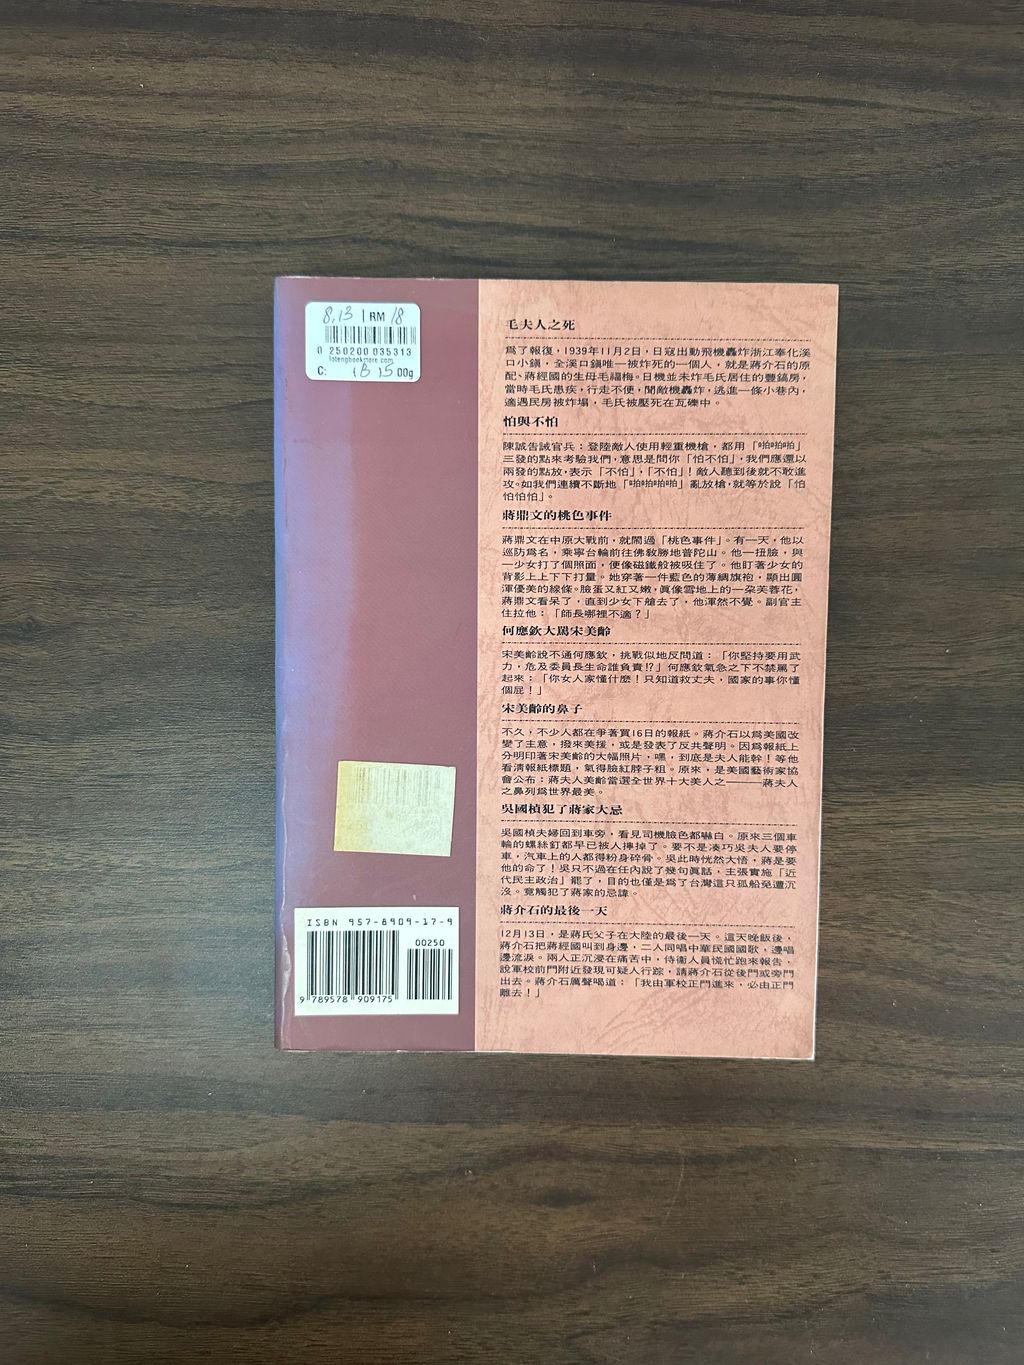 8.13 RM 18
0 250200 035313
listengbookmore.com
C: 1B 15 00g
毛夫人之死
爲了報復，1939年11月2日，日寇出動飛機轟炸浙江奉化溪
口小鎭，全溪口鎭唯一被炸死的一個人，就是蔣介石的原
配、蔣經國的生母毛福梅。日機並未炸毛氏居住的豐鎬房，
當時毛氏患疾，行走不便，聞敵機轟炸，逃進一條小巷內，
適遇民房被炸塌，毛氏被壓死在瓦礫中。
怕與不怕
陳誠告誡官兵：登陸敵人使用輕重機槍，都用「啪啪啪」
三發的點來考驗我們，意思是問你「怕不怕」，我們應還以
兩發的點放，表示「不怕」，「不怕」！敵人聽到後就不敢進
攻。如我們連續不斷地「啪啪啪啪」亂放槍，就等於說「怕
怕怕怕」。
蔣鼎文的桃色事件
蔣鼎文在中原大戰前，就鬧過「桃色事件」。有一天，他以
巡防爲名，乘寧台輪前往佛敎勝地普陀山。他一扭臉，與
一少女打了個照面，便像磁鐵般被吸住了。他盯著少女的
背影上上下下打量。她穿著一件藍色的薄綢旗袍，顯出圓
渾優美的線條。臉蛋又紅又嫩，眞像雪地上的一朵芙蓉花，
蔣鼎文看呆了，直到少女下艙去了，他渾然不覺。副官主
住拉他：「師長哪裡不適？」
何應欽大罵宋美齡
宋美齡說不通何應欽，挑戰似地反問道：「你堅持要用武
力，危及委員長生命誰負責！？」何應欽氣急之下不禁罵了
起來：「你女人家懂什麼！只知道救丈夫，國家的事你懂
個屁！」
宋美齡的鼻子
不久，不少人都在爭著買16日的報紙。蔣介石以爲美國改
變了主意，撥來美援，或是發表了反共聲明。因爲報紙上
分明印著宋美齡的大幅照片，嘿，到底是夫人能幹！等他
看淸報紙標題，氣得臉紅脖子粗。原來，是美國藝術家協
會公布：蔣夫人美齡當選全世界十大美人之一——蔣夫人
之鼻列爲世界最美。
吳國楨犯了蔣家大忌
吳國楨夫婦回到車旁，看見司機臉色都嚇白。原來三個車
輪的螺絲釘都早已被人摔掉了。要不是湊巧吳夫人要停
車，汽車上的人都得粉身碎骨。吳此時恍然大悟，蔣是要
他的命了！吳只不過在任內說了幾句眞話，主張實施「近
代民主政治」罷了，目的也僅是爲了台灣這只孤船免遭沉
沒。竟觸犯了蔣家的忌諱。
蔣介石的最後一天
12月13日，是蔣氏父子在大陸的最後一天。這天晚飯後，
蔣介石把蔣經國叫到身邊，二人同唱中華民國國歌，邊唱
邊流淚。兩人正沉浸在痛苦中，侍衞人員慌忙跑來報告，
說軍校前門附近發現可疑人行踪，請蔣介石從後門或旁門
出去。蔣介石厲聲喝道：「我由軍校正門進來，必由正門
離去！」
ISBN 957-8909-17-9
00250
9 789578 909175